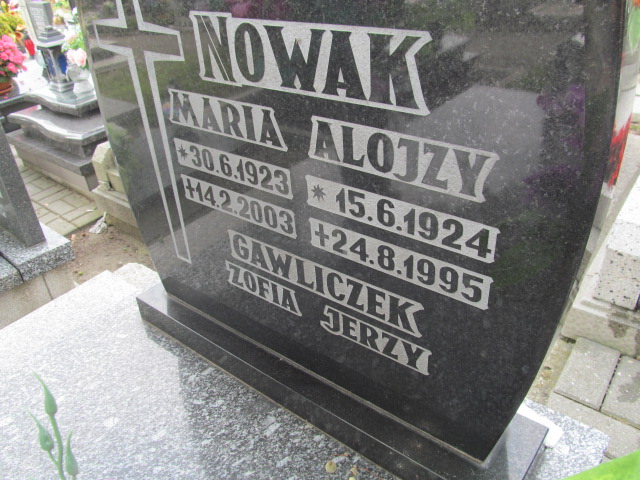 NOWAK
MARIA ALOJZY
*30.6.1923 * 15.6.1924
+14.2.2003 +24.8.1995
GAWLICZEK
ZOFIA JERZY